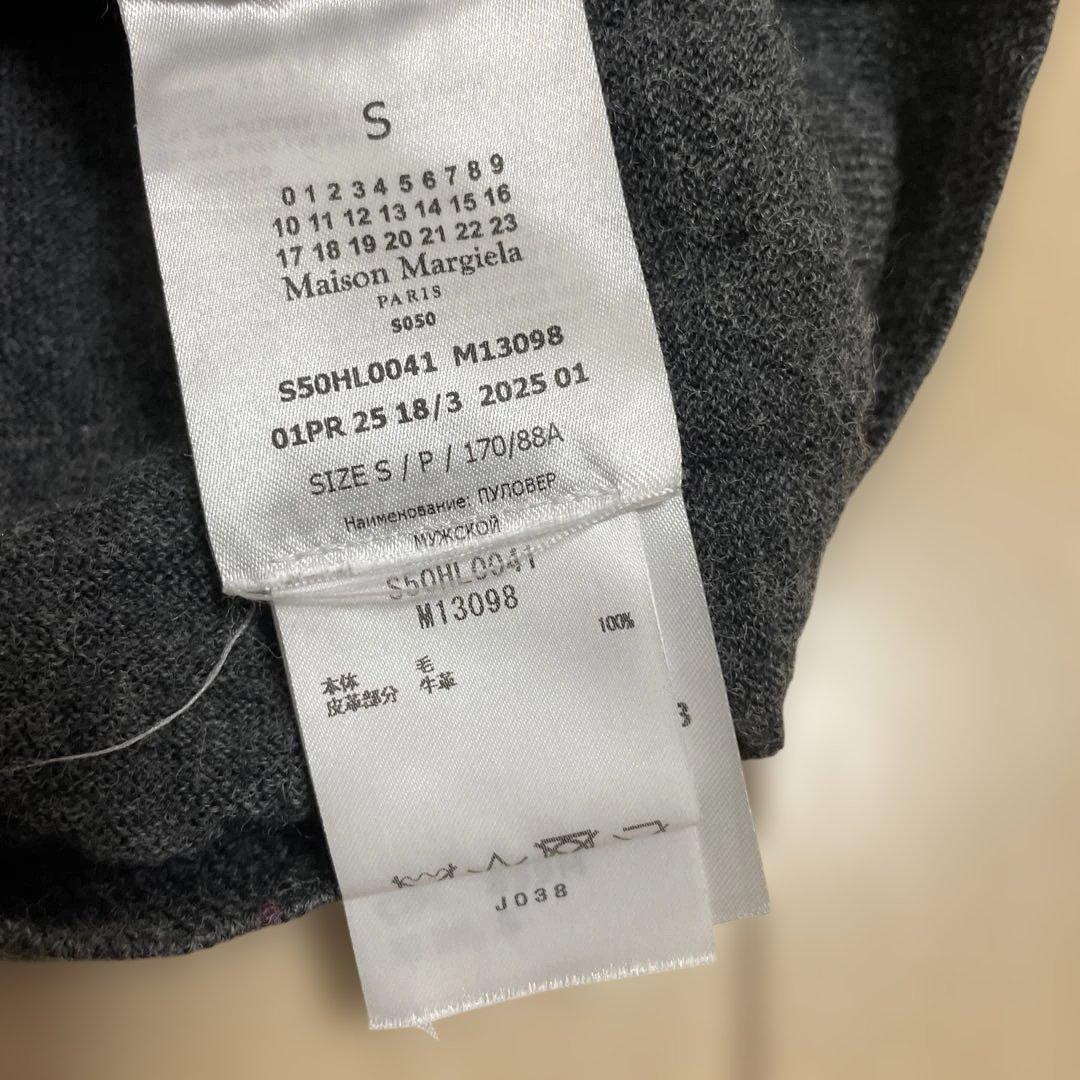 S
0 1 2 3 4 5 6 7 8 9
10 11 12 13 14 15 16
17 18 19 20 21 22 23
Maison Margiela
PARIS
S050
S50HL0041 M13098
01PR 25 18/3 2025 01
SIZE S / P / 170/88A
Наименование: ПУЛОВЕР
МУЖСКОЙ
S50HL0041
M13098
100%
本体 毛
皮革部分 牛革
3
J038